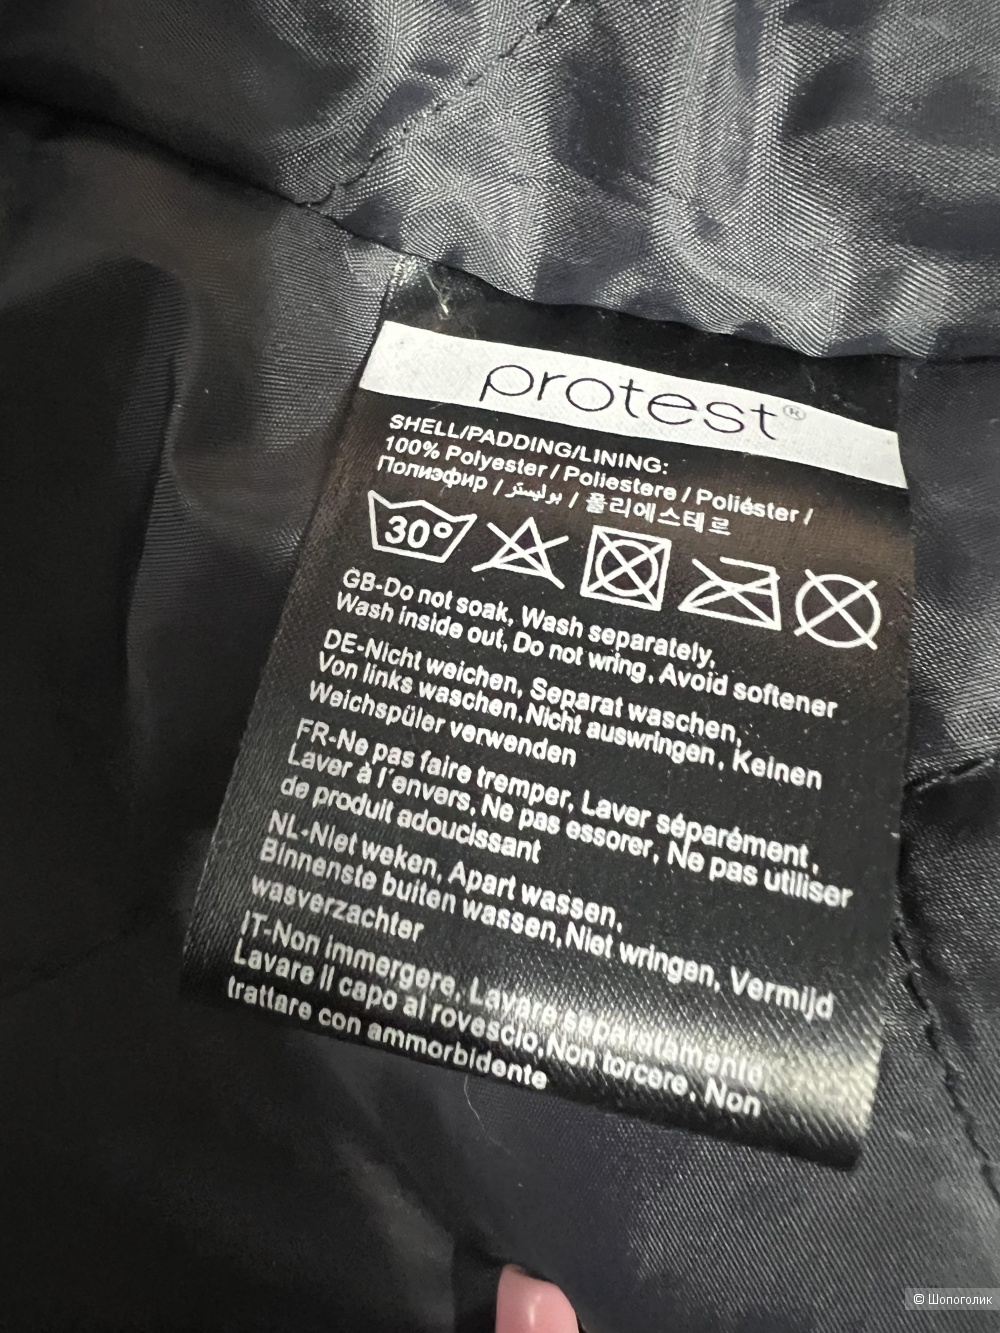 protest®
SHELL/PADDING/LINING:
100% Polyester / Poliestere / Poliéster /
Полиэфир / بوليستر / 폴리에스테르
30°
GB-Do not soak, Wash separately,
Wash inside out, Do not wring, Avoid softener
DE-Nicht weichen, Separat waschen,
Von links waschen, Nicht auswringen, Keinen
Weichspüler verwenden
FR-Ne pas faire tremper, Laver séparément,
Laver à l'envers, Ne pas essorer, Ne pas utiliser
de produit adoucissant
NL-Niet weken, Apart wassen,
Binnenste buiten wassen, Niet wringen, Vermijd
wasverzachter
IT-Non immergere, Lavare separatamente
Lavare il capo al rovescio, Non torcere, Non
trattare con ammorbidente
© Шопоголик